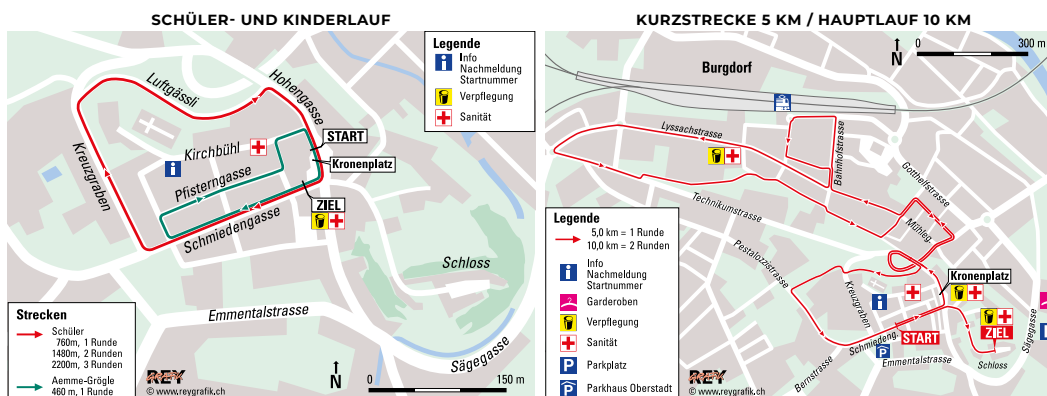 SCHÜLER- UND KINDERLAUF
Luftgässli
Hohengasse
Kreuzgraben
START
Kronenplatz
Kirchbühl
Pfisterngasse
ZIEL
Schmiedengasse
Schloss
Emmentalstrasse
Sägegasse
Legende
Info
Nachmeldung
Startnummer
Verpflegung
Sanität
Strecken
Schüler
760m, 1 Runde
1480m, 2 Runden
2200m, 3 Runden
Aemme-Grögle
460 m, 1 Runde
REY
© www.reygrafik.ch
N
0
150 m
KURZSTRECKE 5 KM / HAUPTLAUF 10 KM
N
0
300 m
Burgdorf
Lyssachstrasse
Bahnhofstrasse
Gotthelfstrasse
Technikumstrasse
Mühleg.
Pestalozzistrasse
Kronenplatz
Kreuzgraben
START
ZIEL
Schmiedeng.
Emmentalstrasse
Bernstrasse
Schloss
Sägegasse
Legende
5,0 km = 1 Runde
10,0 km = 2 Runden
Info
Nachmeldung
Startnummer
Garderoben
Verpflegung
Sanität
P
Parkplatz
P
Parkhaus Oberstadt
P
REY
© www.reygrafik.ch